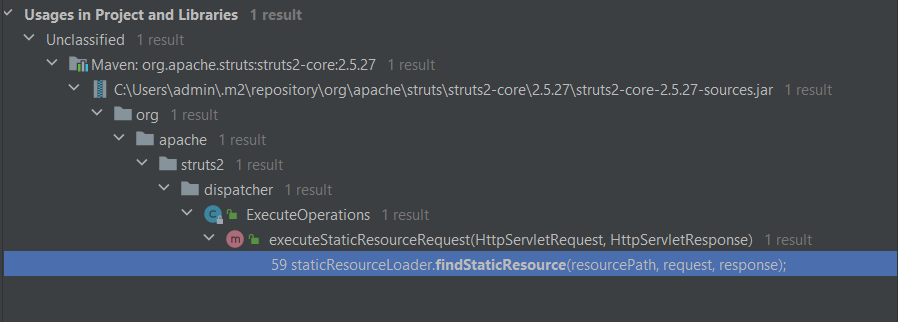 Usages in Project and Libraries 1 result
Unclassified 1 result
Maven: org.apache.struts:struts2-core:2.5.27 1 result
C:\Users\admin\.m2\repository\org\apache\struts\struts2-core\2.5.27\struts2-core-2.5.27-sources.jar 1 result
org 1 result
apache 1 result
struts2 1 result
dispatcher 1 result
ExecuteOperations 1 result
executeStaticResourceRequest(HttpServletRequest, HttpServletResponse) 1 result
59 staticResourceLoader.findStaticResource(resourcePath, request, response);